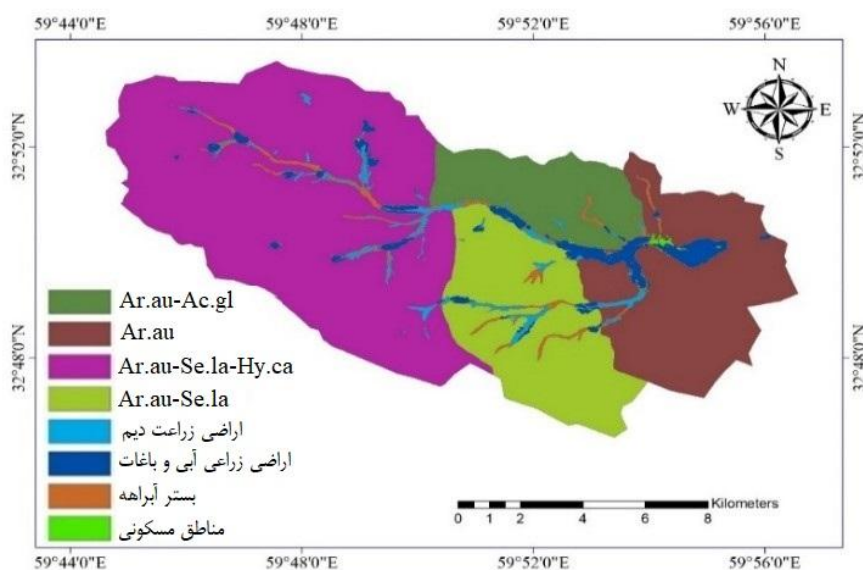 59°44'0"E 59°48'0"E 59°52'0"E 59°56'0"E
N
W E
S
32°52'0"N 32°52'0"N
32°48'0"N 32°48'0"N
Ar.au-Ac.gl
Ar.au
Ar.au-Se.la-Hy.ca
Ar.au-Se.la
اراضی زراعت دیم
اراضی زراعی آبی و باغات
بستر آبراهه
مناطق مسکونی
Kilometers
0 1 2 4 6 8
59°44'0"E 59°48'0"E 59°52'0"E 59°56'0"E